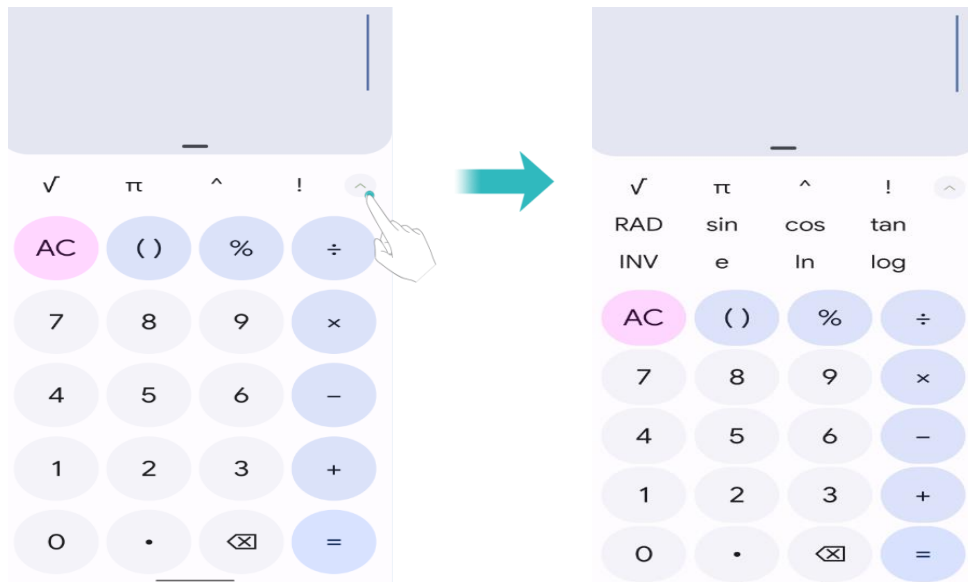 √ π ^ !
AC ( ) % ÷
7 8 9 ×
4 5 6 −
1 2 3 +
0 . =
√ π ^ !
RAD sin cos tan
INV e ln log
AC ( ) % ÷
7 8 9 ×
4 5 6 −
1 2 3 +
0 . =